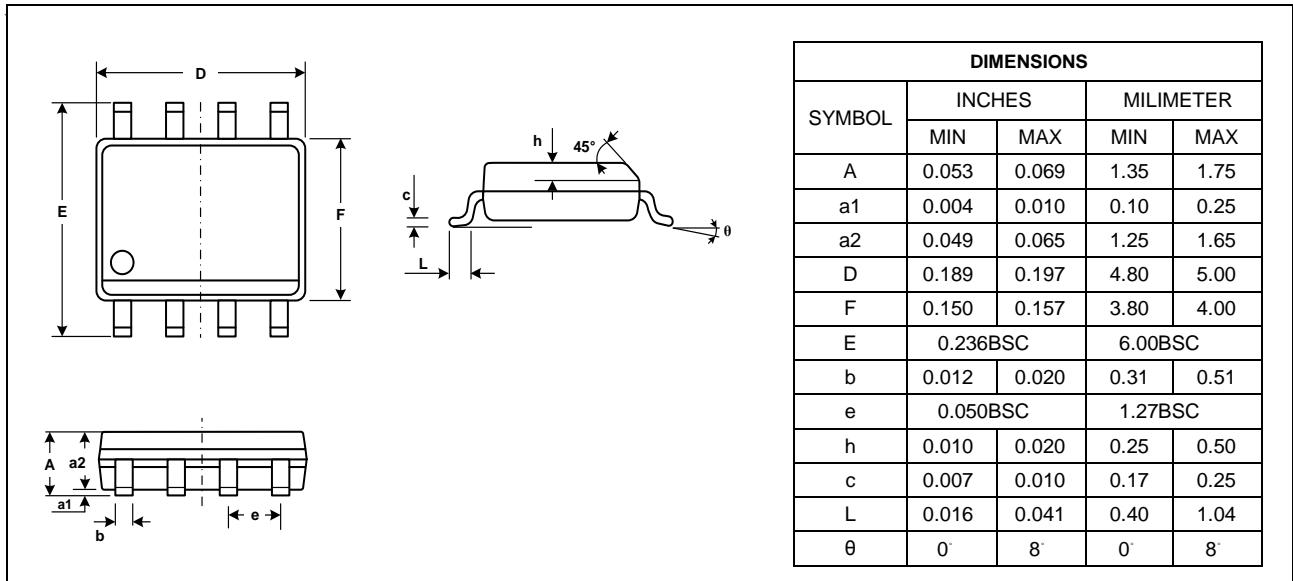 D
E
F
h
45°
c
L
θ
A
a2
a1
b
e
DIMENSIONS
SYMBOL INCHES MILIMETER
MIN MAX MIN MAX
A 0.053 0.069 1.35 1.75
a1 0.004 0.010 0.10 0.25
a2 0.049 0.065 1.25 1.65
D 0.189 0.197 4.80 5.00
F 0.150 0.157 3.80 4.00
E 0.236BSC 6.00BSC
b 0.012 0.020 0.31 0.51
e 0.050BSC 1.27BSC
h 0.010 0.020 0.25 0.50
c 0.007 0.010 0.17 0.25
L 0.016 0.041 0.40 1.04
θ 0° 8° 0° 8°